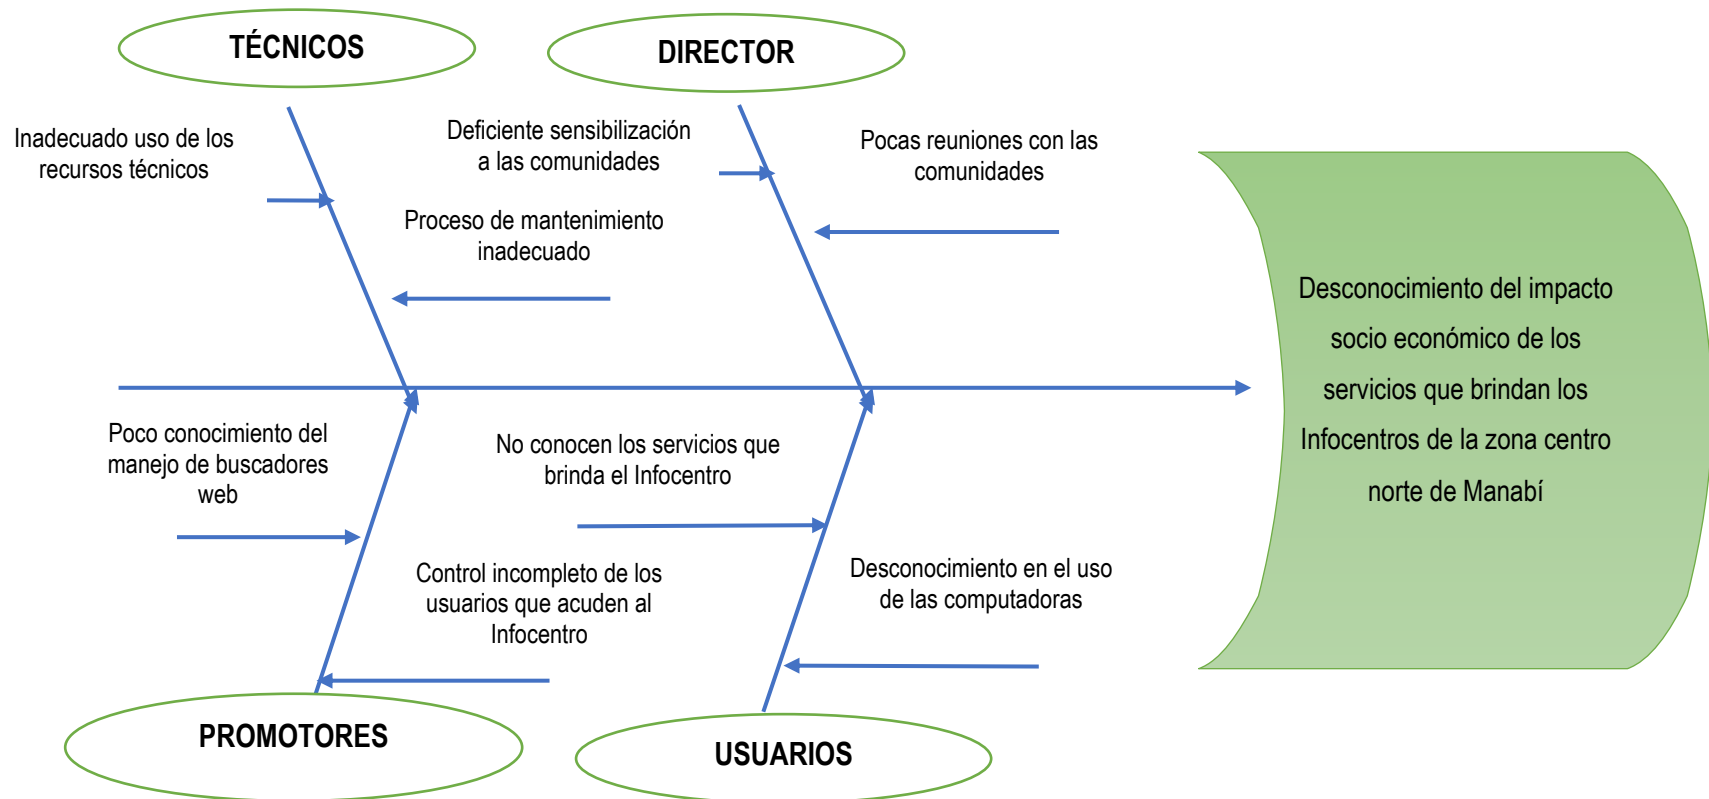 TÉCNICOS
DIRECTOR
Inadecuado uso de los
recursos técnicos
Deficiente sensibilización
a las comunidades
Pocas reuniones con las
comunidades
Proceso de mantenimiento
inadecuado
Desconocimiento del impacto
socio económico de los
servicios que brindan los
Infocentros de la zona centro
norte de Manabí
Poco conocimiento del
manejo de buscadores
web
No conocen los servicios que
brinda el Infocentro
Control incompleto de los
usuarios que acuden al
Infocentro
Desconocimiento en el uso
de las computadoras
PROMOTORES
USUARIOS